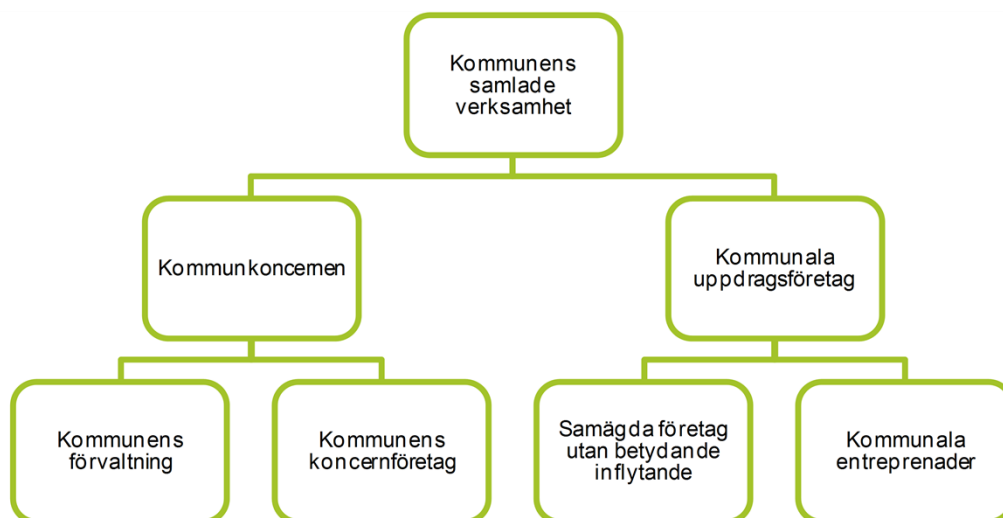 Kommunens
samlade
verksamhet
Kommunkoncernen
Kommunala
uppdragsföretag
Kommunens
förvaltning
Kommunens
koncernföretag
Samägda företag
utan betydande
inflytande
Kommunala
entreprenader